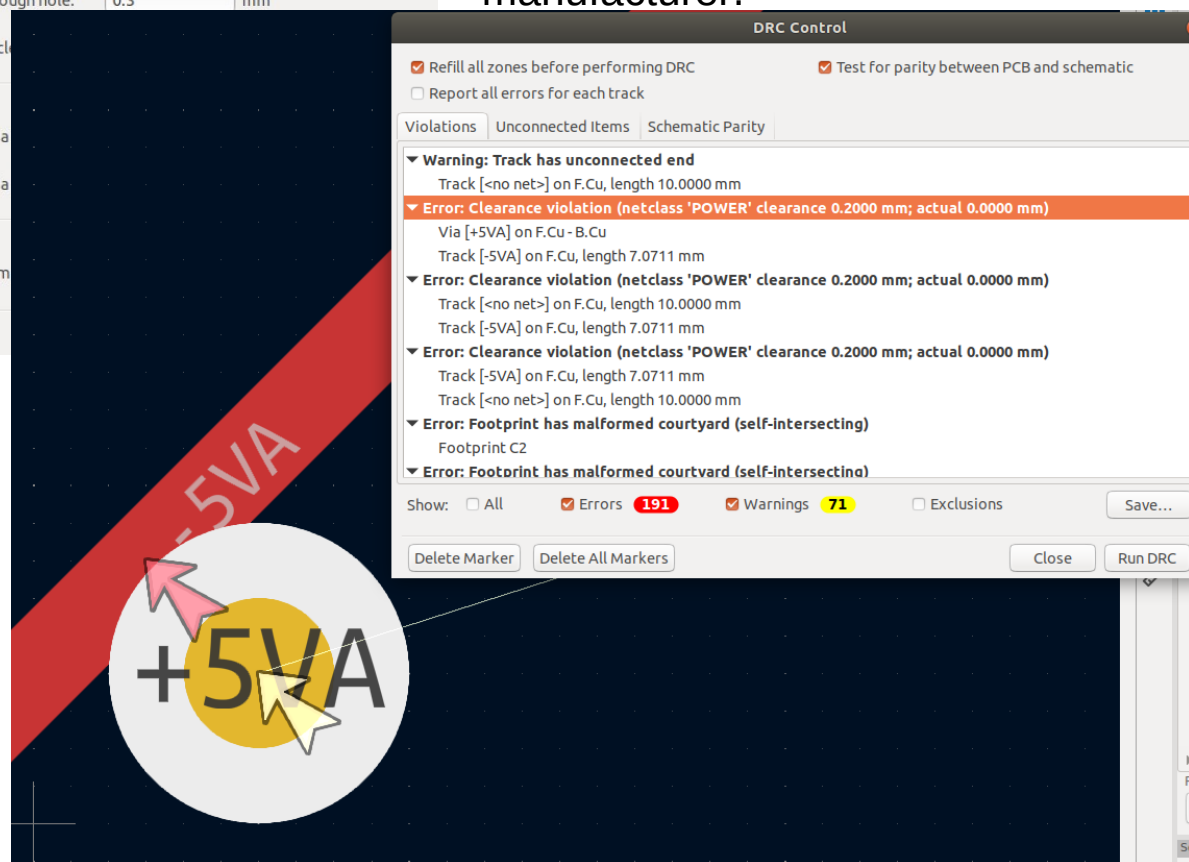 ough hole: 0.3 mm
manufacturer.
DRC Control
Refill all zones before performing DRC
Test for parity between PCB and schematic
Report all errors for each track
Violations Unconnected Items Schematic Parity
Warning: Track has unconnected end
Track [<no net>] on F.Cu, length 10.0000 mm
Error: Clearance violation (netclass 'POWER' clearance 0.2000 mm; actual 0.0000 mm)
Via [+5VA] on F.Cu - B.Cu
Track [-5VA] on F.Cu, length 7.0711 mm
Error: Clearance violation (netclass 'POWER' clearance 0.2000 mm; actual 0.0000 mm)
Track [<no net>] on F.Cu, length 10.0000 mm
Track [-5VA] on F.Cu, length 7.0711 mm
Error: Clearance violation (netclass 'POWER' clearance 0.2000 mm; actual 0.0000 mm)
Track [-5VA] on F.Cu, length 7.0711 mm
Track [<no net>] on F.Cu, length 10.0000 mm
Error: Footprint has malformed courtyard (self-intersecting)
Footprint C2
Error: Footprint has malformed courtyard (self-intersecting)
Show: All Errors 191 Warnings 71 Exclusions Save...
Delete Marker Delete All Markers Close Run DRC
-5VA
+5VA